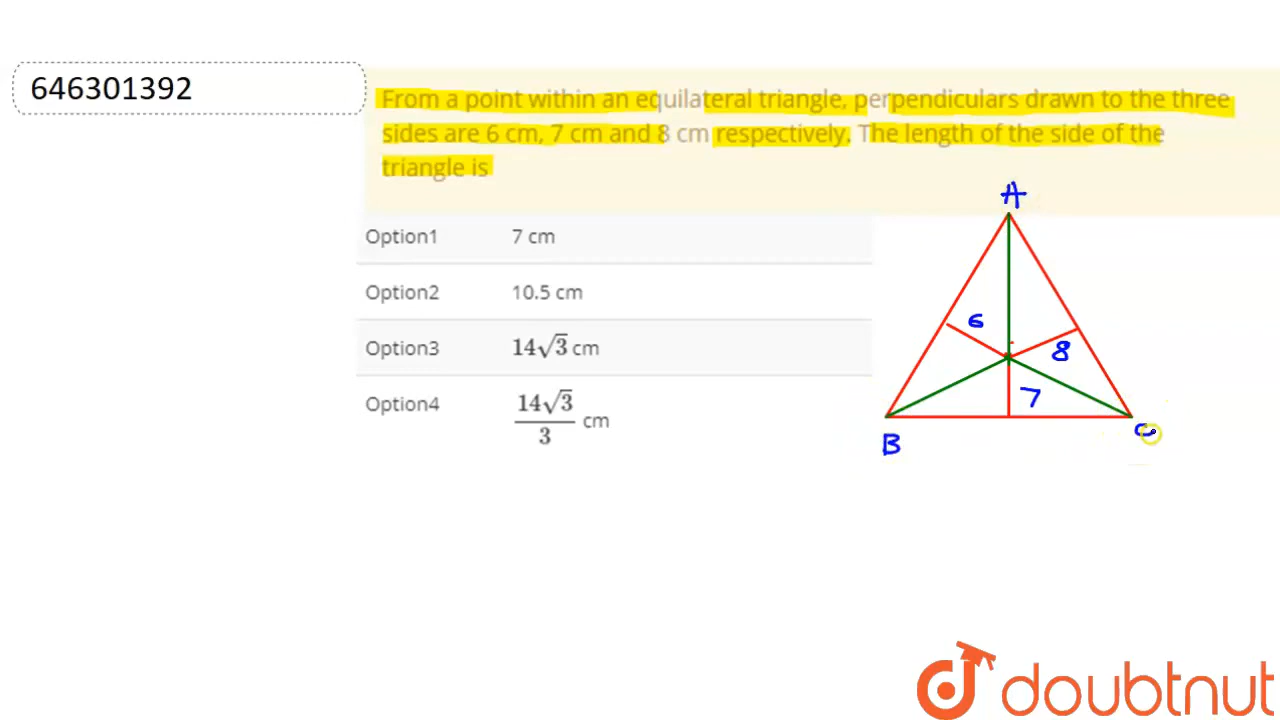 646301392
From a point within an equilateral triangle, perpendiculars drawn to the three
sides are 6 cm, 7 cm and 8 cm respectively. The length of the side of the
triangle is
Option1 7 cm
Option2 10.5 cm
Option3 14√3 cm
Option4 14√3/3 cm
A
6
8
7
B
C
doubtnut